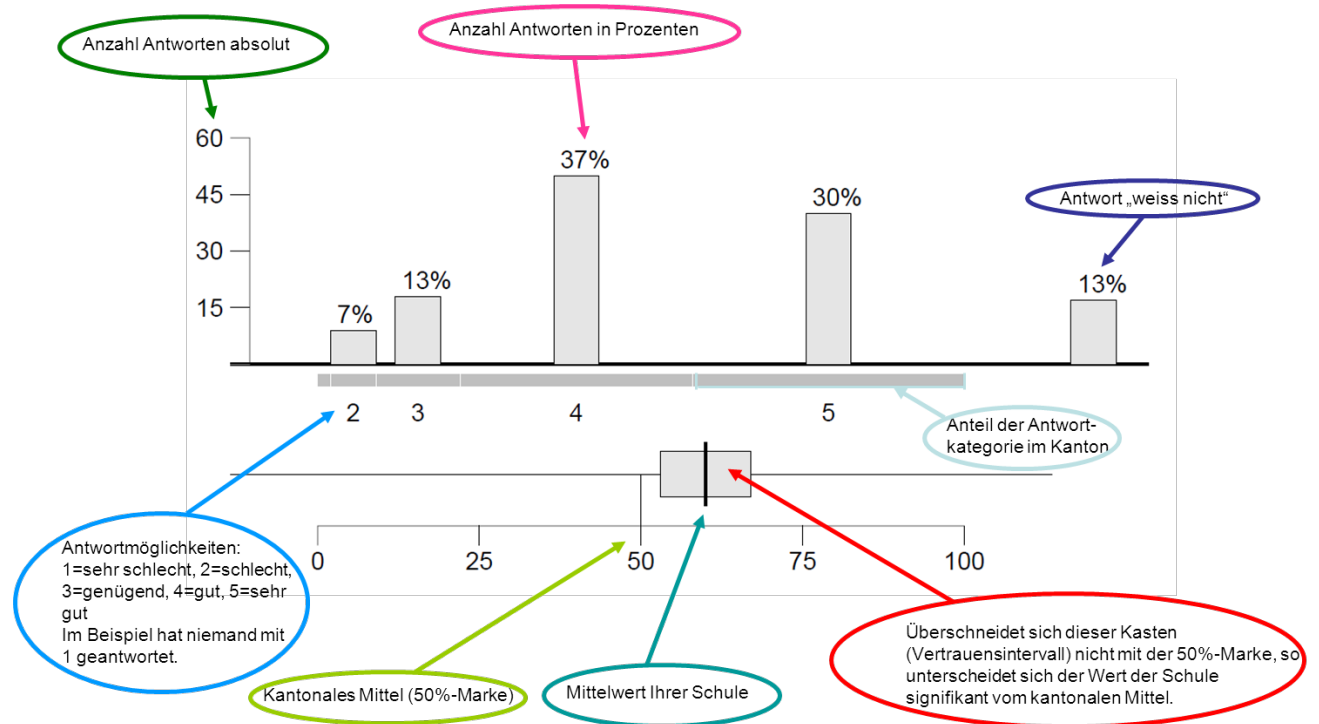 Anzahl Antworten absolut
Anzahl Antworten in Prozenten
60
45
30
15
7%
13%
37%
30%
13%
Antwort „weiss nicht“
2
3
4
5
Anteil der Antwort-
kategorie im Kanton
0
25
50
75
100
Antwortmöglichkeiten:
1=sehr schlecht, 2=schlecht,
3=genügend, 4=gut, 5=sehr
gut
Im Beispiel hat niemand mit
1 geantwortet.
Kantonales Mittel (50%-Marke)
Mittelwert Ihrer Schule
Überschneidet sich dieser Kasten
(Vertrauensintervall) nicht mit der 50%-Marke, so
unterscheidet sich der Wert der Schule
signifikant vom kantonalen Mittel.